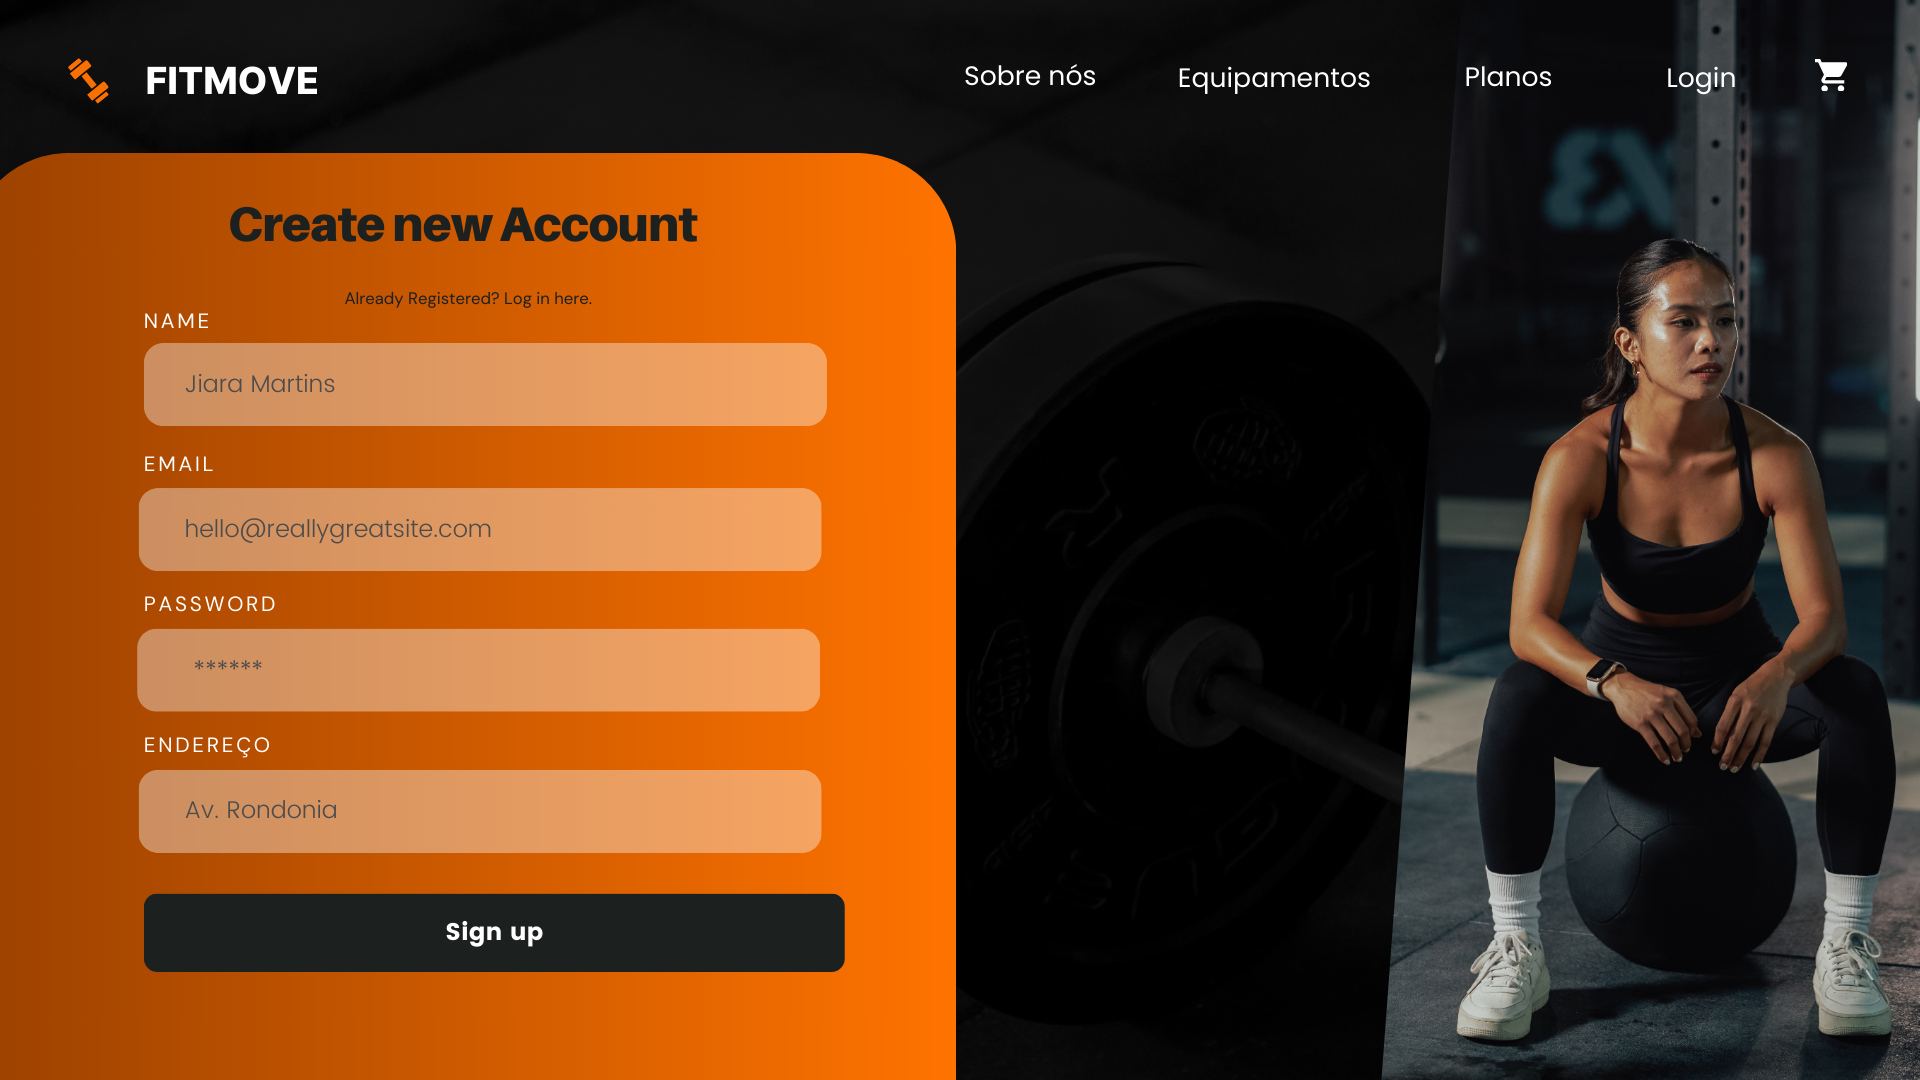 FITMOVE
Sobre nós
Equipamentos
Planos
Login
Create new Account
Already Registered? Log in here.
NAME
Jiara Martins
EMAIL
hello@reallygreatsite.com
PASSWORD
******
ENDEREÇO
Av. Rondonia
Sign up